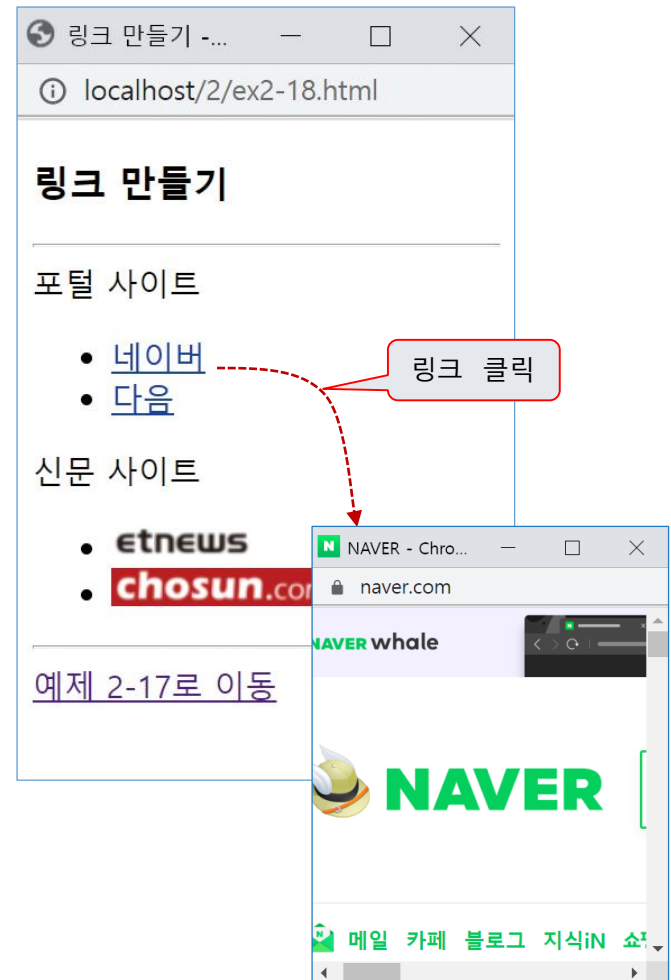 링크 만들기 -...
localhost/2/ex2-18.html
링크 만들기
포털 사이트
네이버
다음
링크 클릭
신문 사이트
etnews
chosun.com
예제 2-17로 이동
NAVER - Chro...
naver.com
NAVER whale
NAVER
메일 카페 블로그 지식iN